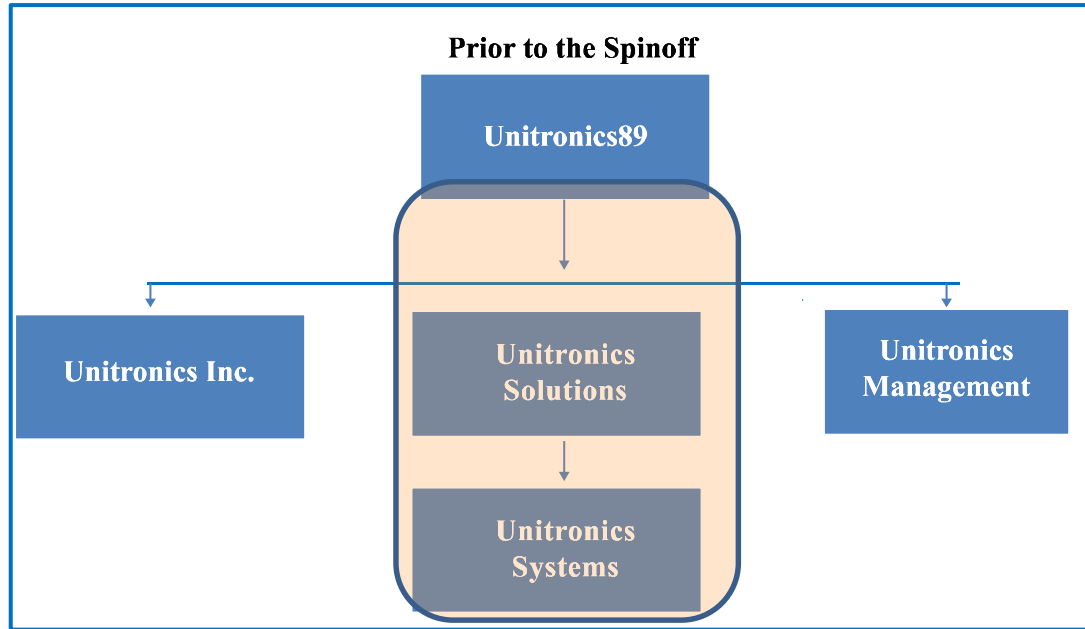 Prior to the Spinoff
Unitronics89
Unitronics Inc.
Unitronics
Solutions
Unitronics
Management
Unitronics
Systems